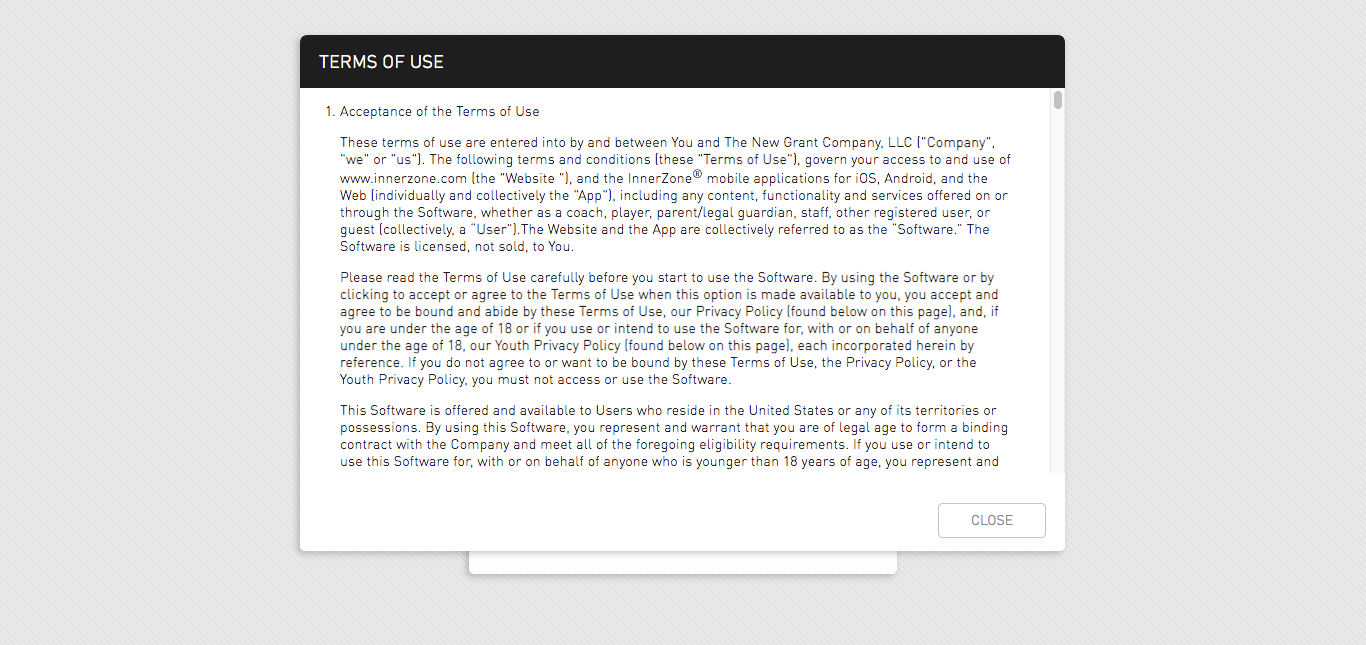 TERMS OF USE
1. Acceptance of the Terms of Use
These terms of use are entered into by and between You and The New Grant Company, LLC ("Company",
"we" or "us"). The following terms and conditions (these "Terms of Use"), govern your access to and use of
www.innerzone.com (the "Website "), and the InnerZone® mobile applications for iOS, Android, and the
Web (individually and collectively the "App"), including any content, functionality and services offered on or
through the Software, whether as a coach, player, parent/legal guardian, staff, other registered user, or
guest (collectively, a "User").The Website and the App are collectively referred to as the "Software." The
Software is licensed, not sold, to You.
Please read the Terms of Use carefully before you start to use the Software. By using the Software or by
clicking to accept or agree to the Terms of Use when this option is made available to you, you accept and
agree to be bound and abide by these Terms of Use, our Privacy Policy (found below on this page), and, if
you are under the age of 18 or if you use or intend to use the Software for, with or on behalf of anyone
under the age of 18, our Youth Privacy Policy (found below on this page), each incorporated herein by
reference. If you do not agree to or want to be bound by these Terms of Use, the Privacy Policy, or the
Youth Privacy Policy, you must not access or use the Software.
This Software is offered and available to Users who reside in the United States or any of its territories or
possessions. By using this Software, you represent and warrant that you are of legal age to form a binding
contract with the Company and meet all of the foregoing eligibility requirements. If you use or intend to
use this Software for, with or on behalf of anyone who is younger than 18 years of age, you represent and
CLOSE